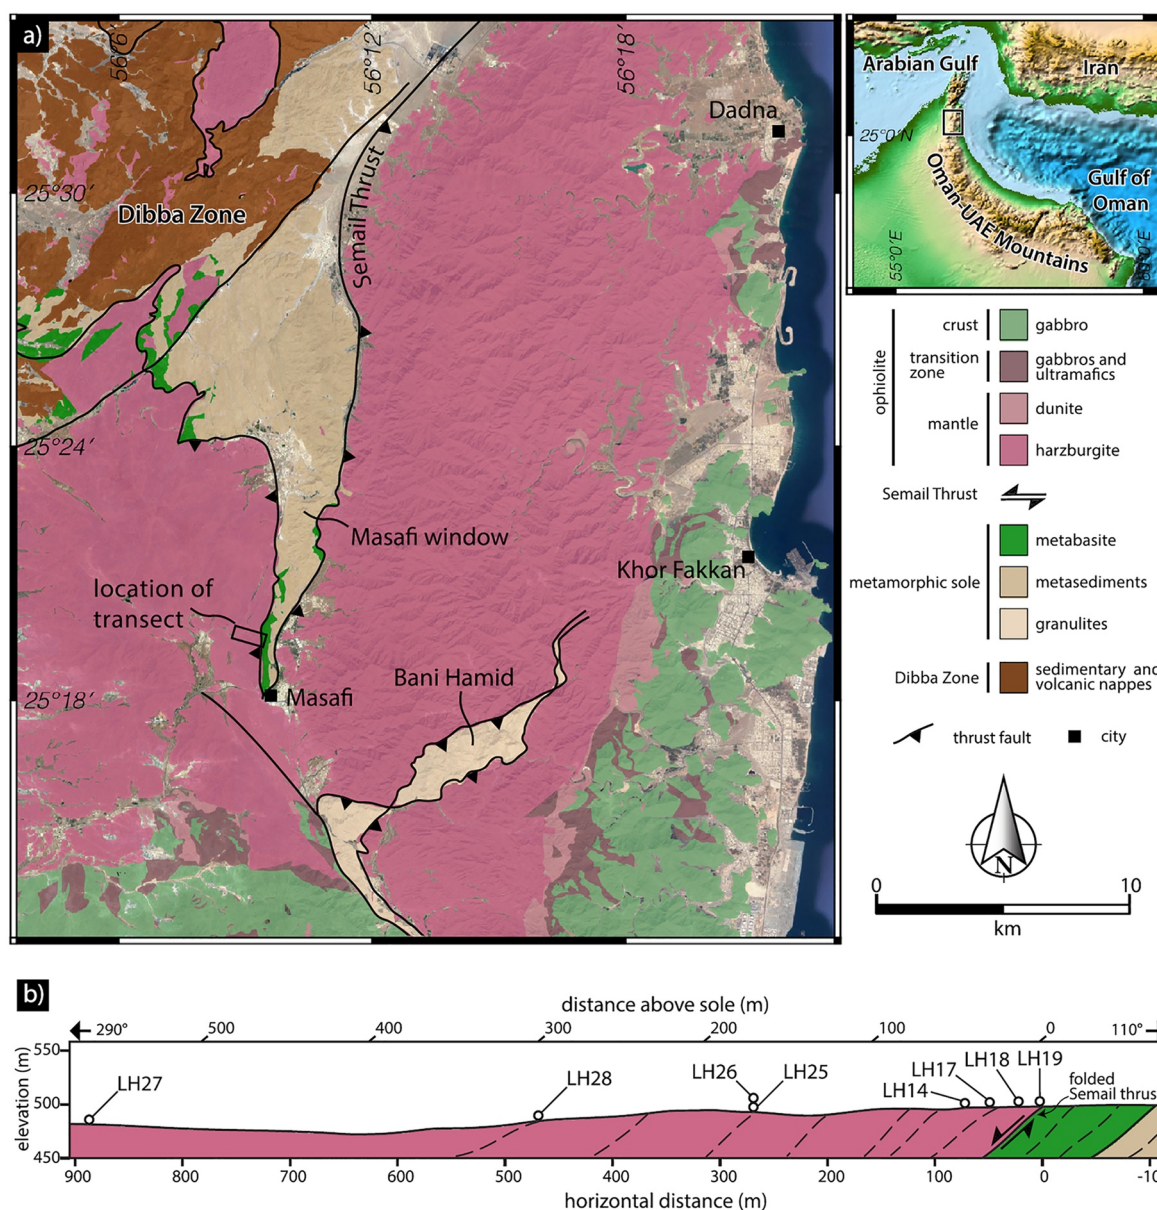 a)
56°6′
56°12′
56°18′
Dadna
25°30′
Dibba Zone
Semail Thrust
25°24′
Masafi window
Khor Fakkan
location of
transect
Bani Hamid
25°18′
Masafi
Arabian Gulf
Iran
25°0′N
Gulf of
Oman
Oman-UAE Mountains
55°0′E
ophiolite
crust
gabbro
transition
zone
gabbros and
ultramafics
mantle
dunite
harzburgite
Semail Thrust
metamorphic sole
metabasite
metasediments
granulites
Dibba Zone
sedimentary and
volcanic nappes
thrust fault
city
N
0 10
km
b)
distance above sole (m)
290° 500 400 300 200 100 0 110°
elevation (m)
550
500
450
LH27
LH28
LH26
LH25
LH14
LH17
LH18
LH19
folded
Semail thrust
900 800 700 600 500 400 300 200 100 0 -10
horizontal distance (m)